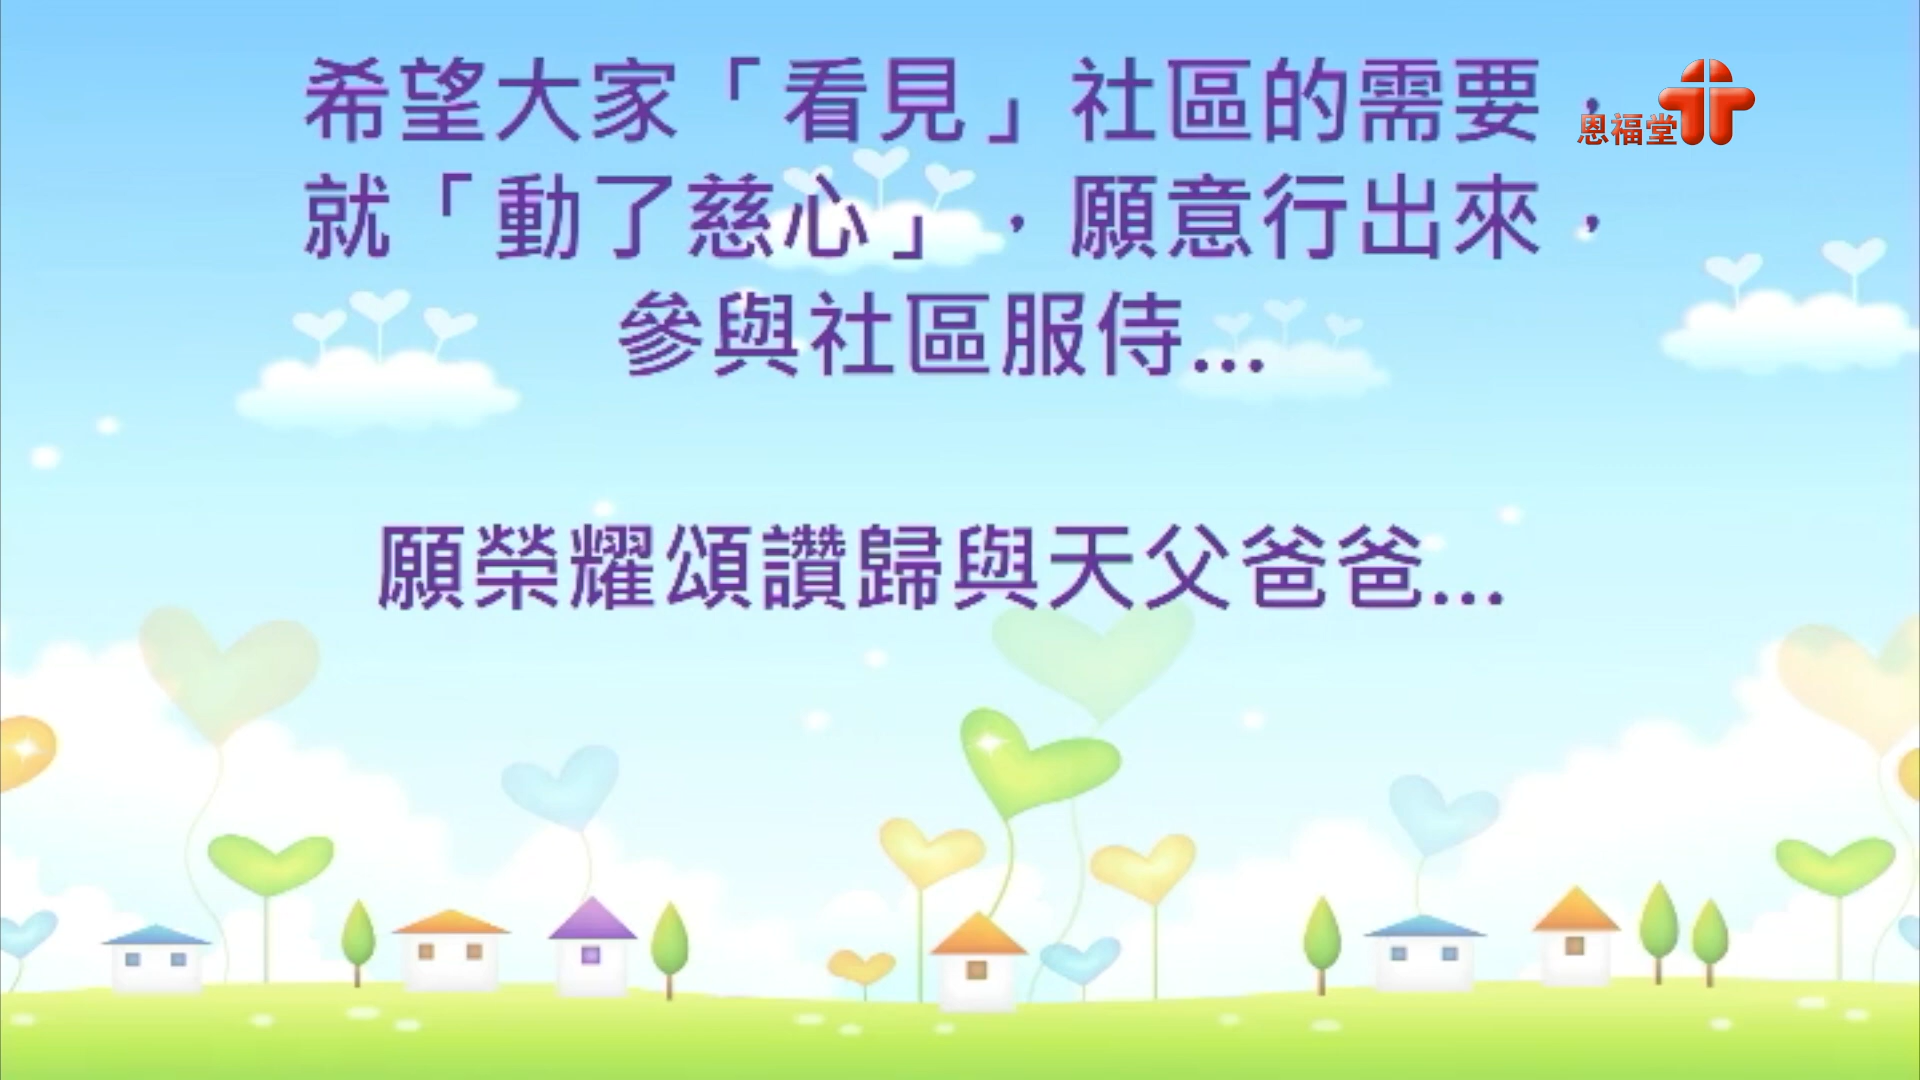 希望大家「看見」社區的需要，
恩福堂
就「動了慈心」，願意行出來，
參與社區服侍...
願榮耀頌讚歸與天父爸爸...